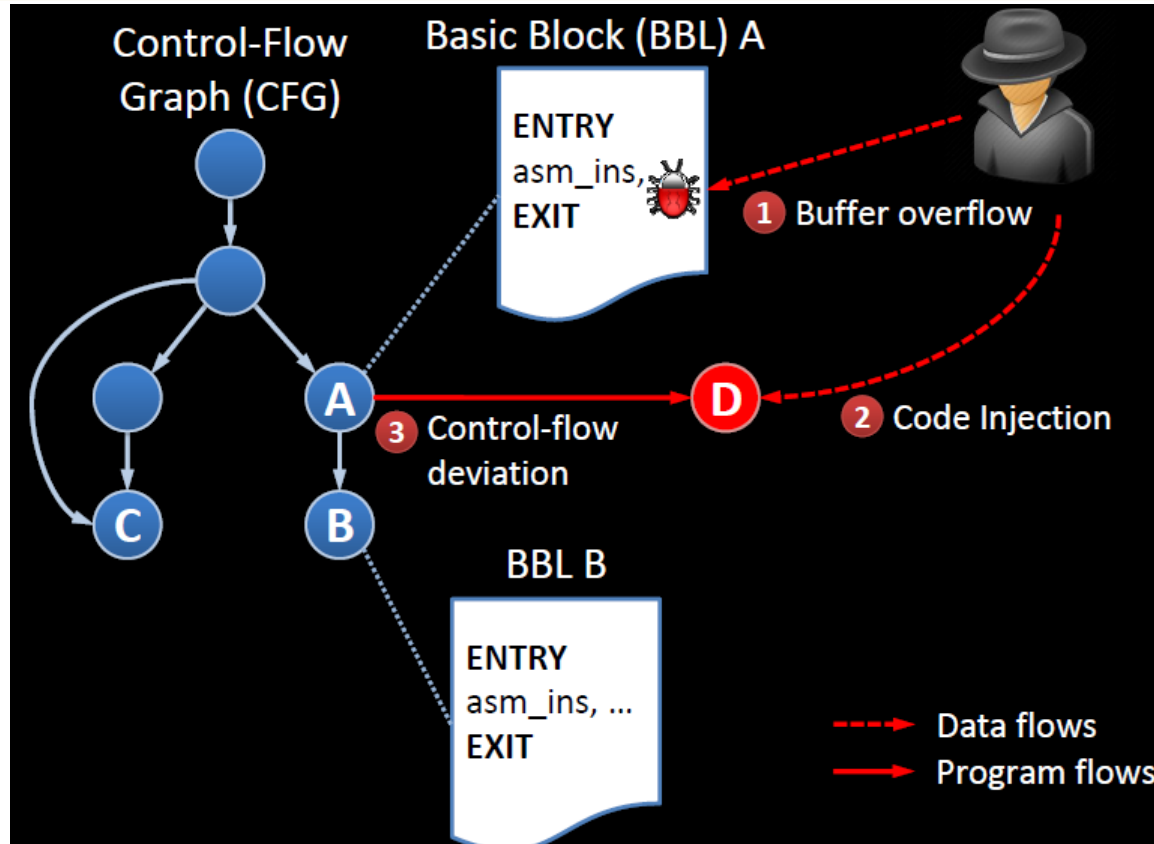 Control-Flow
Graph (CFG)
Basic Block (BBL) A
ENTRY
asm_ins,
EXIT
1 Buffer overflow
A
D
3 Control-flow
deviation
2 Code Injection
C
B
BBL B
ENTRY
asm_ins, ...
EXIT
Data flows
Program flows